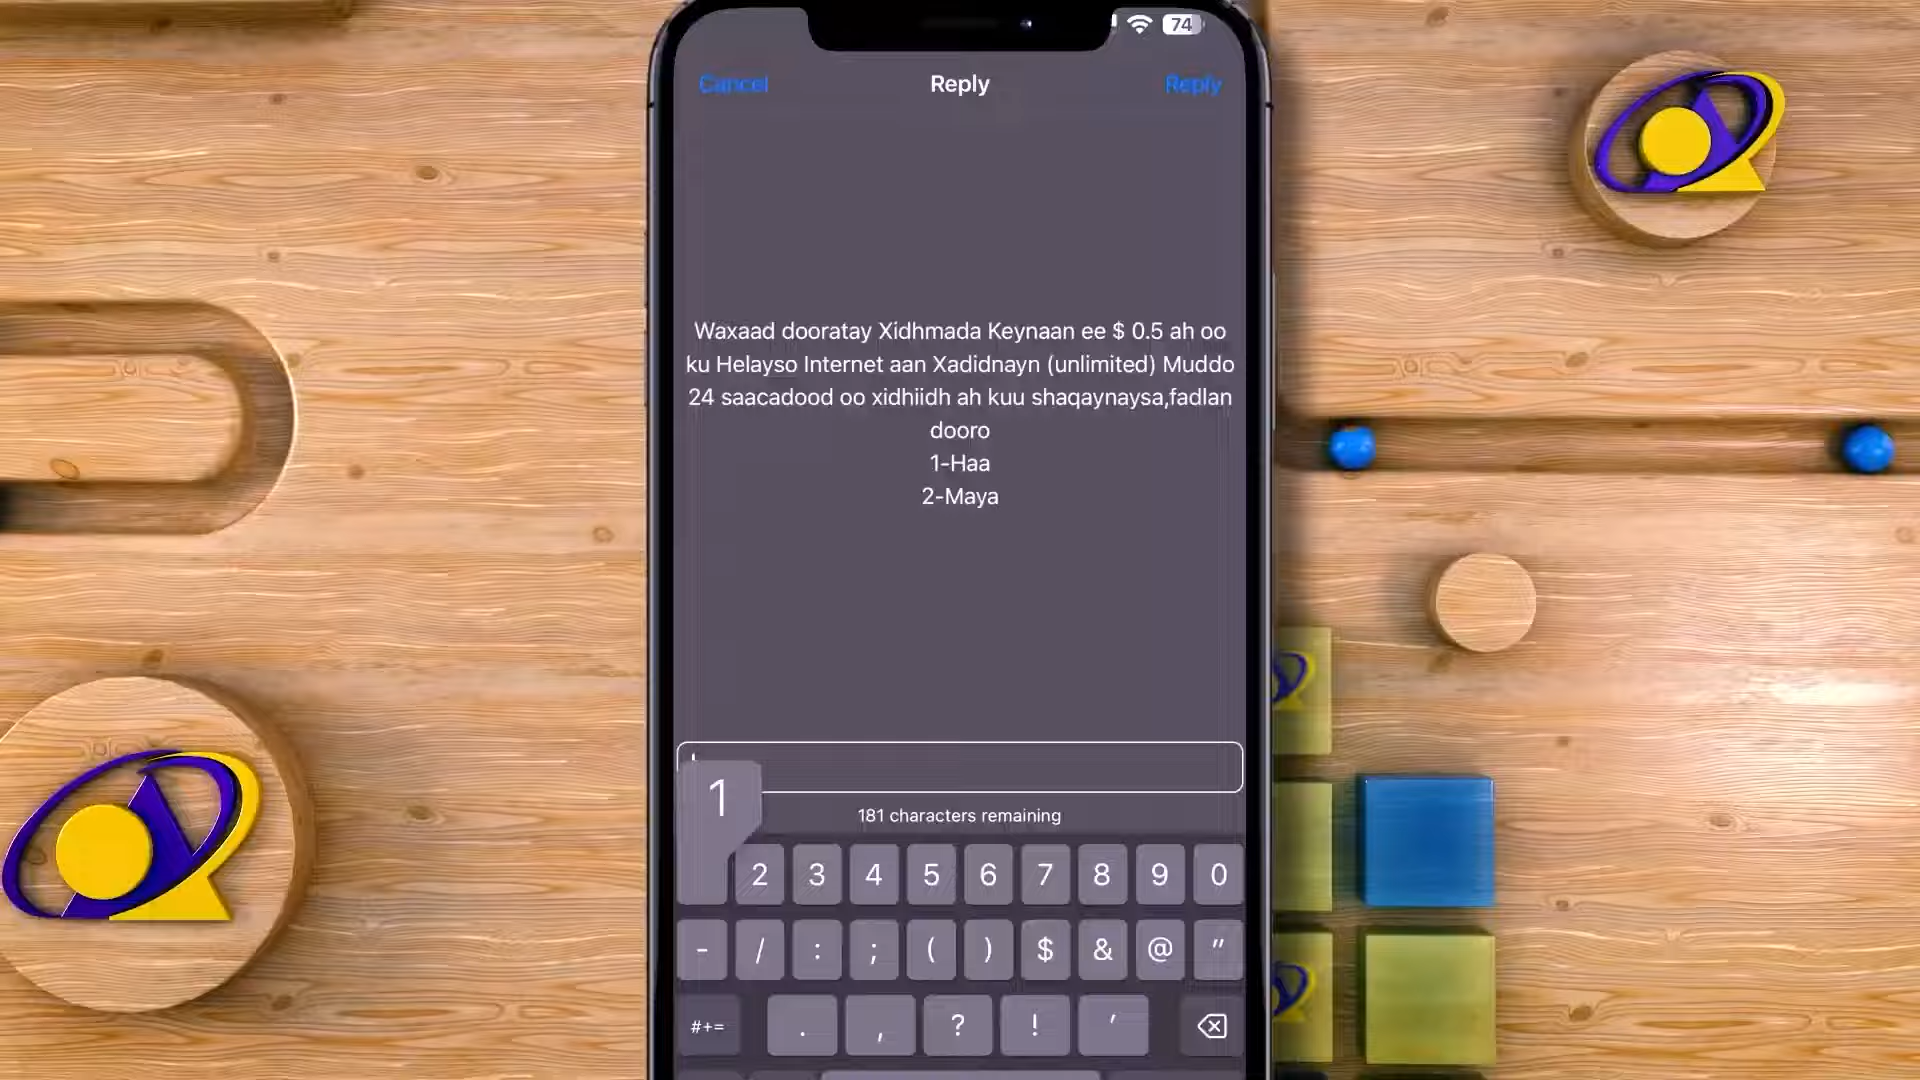 74
Cancel Reply Reply
Waxaad dooratay Xidhmada Keynaan ee $ 0.5 ah oo
ku Helayso Internet aan Xadidnayn (unlimited) Muddo
24 saacadood oo xidhiidh ah kuu shaqaynaysa,fadlan
dooro
1-Haa
2-Maya
1
181 characters remaining
2 3 4 5 6 7 8 9 0
- / : ; ( ) $ & @ "
#+= . , ? ! '